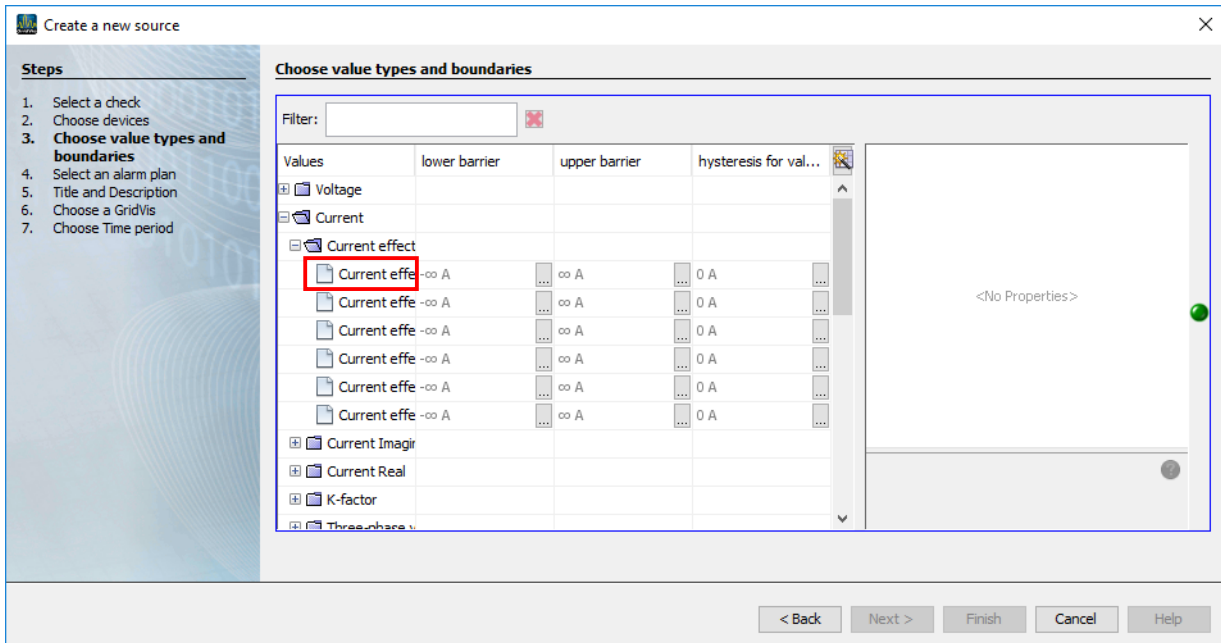 Create a new source
Steps
1. Select a check
2. Choose devices
3. Choose value types and
boundaries
4. Select an alarm plan
5. Title and Description
6. Choose a GridVis
7. Choose Time period
Choose value types and boundaries
Filter:
Values lower barrier upper barrier hysteresis for val...
Voltage
Current
Current effect
Current effe -∞ A ... ∞ A ... 0 A ...
Current effe -∞ A ... ∞ A ... 0 A ...
Current effe -∞ A ... ∞ A ... 0 A ...
Current effe -∞ A ... ∞ A ... 0 A ...
Current effe -∞ A ... ∞ A ... 0 A ...
Current effe -∞ A ... ∞ A ... 0 A ...
Current Imagir
Current Real
K-factor
Three-phase v
<No Properties>
?
< Back Next > Finish Cancel Help